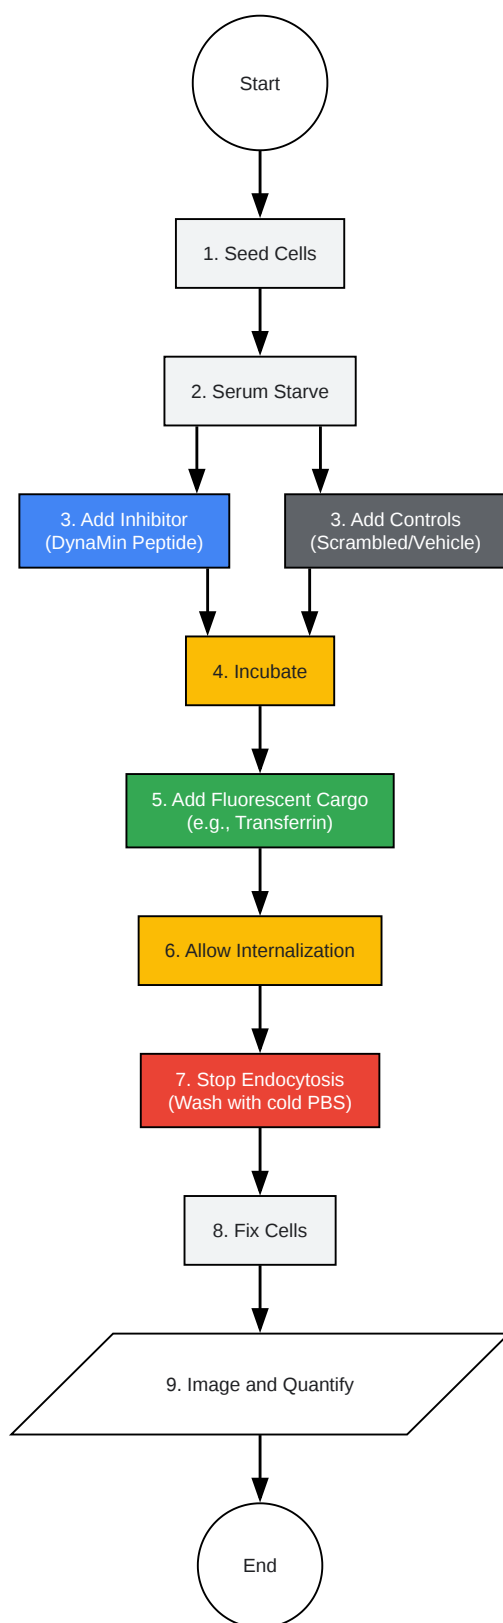 Start
1. Seed Cells
2. Serum Starve
3. Add Inhibitor
(DynaMin Peptide)
3. Add Controls
(Scrambled/Vehicle)
4. Incubate
5. Add Fluorescent Cargo
(e.g., Transferrin)
6. Allow Internalization
7. Stop Endocytosis
(Wash with cold PBS)
8. Fix Cells
9. Image and Quantify
End